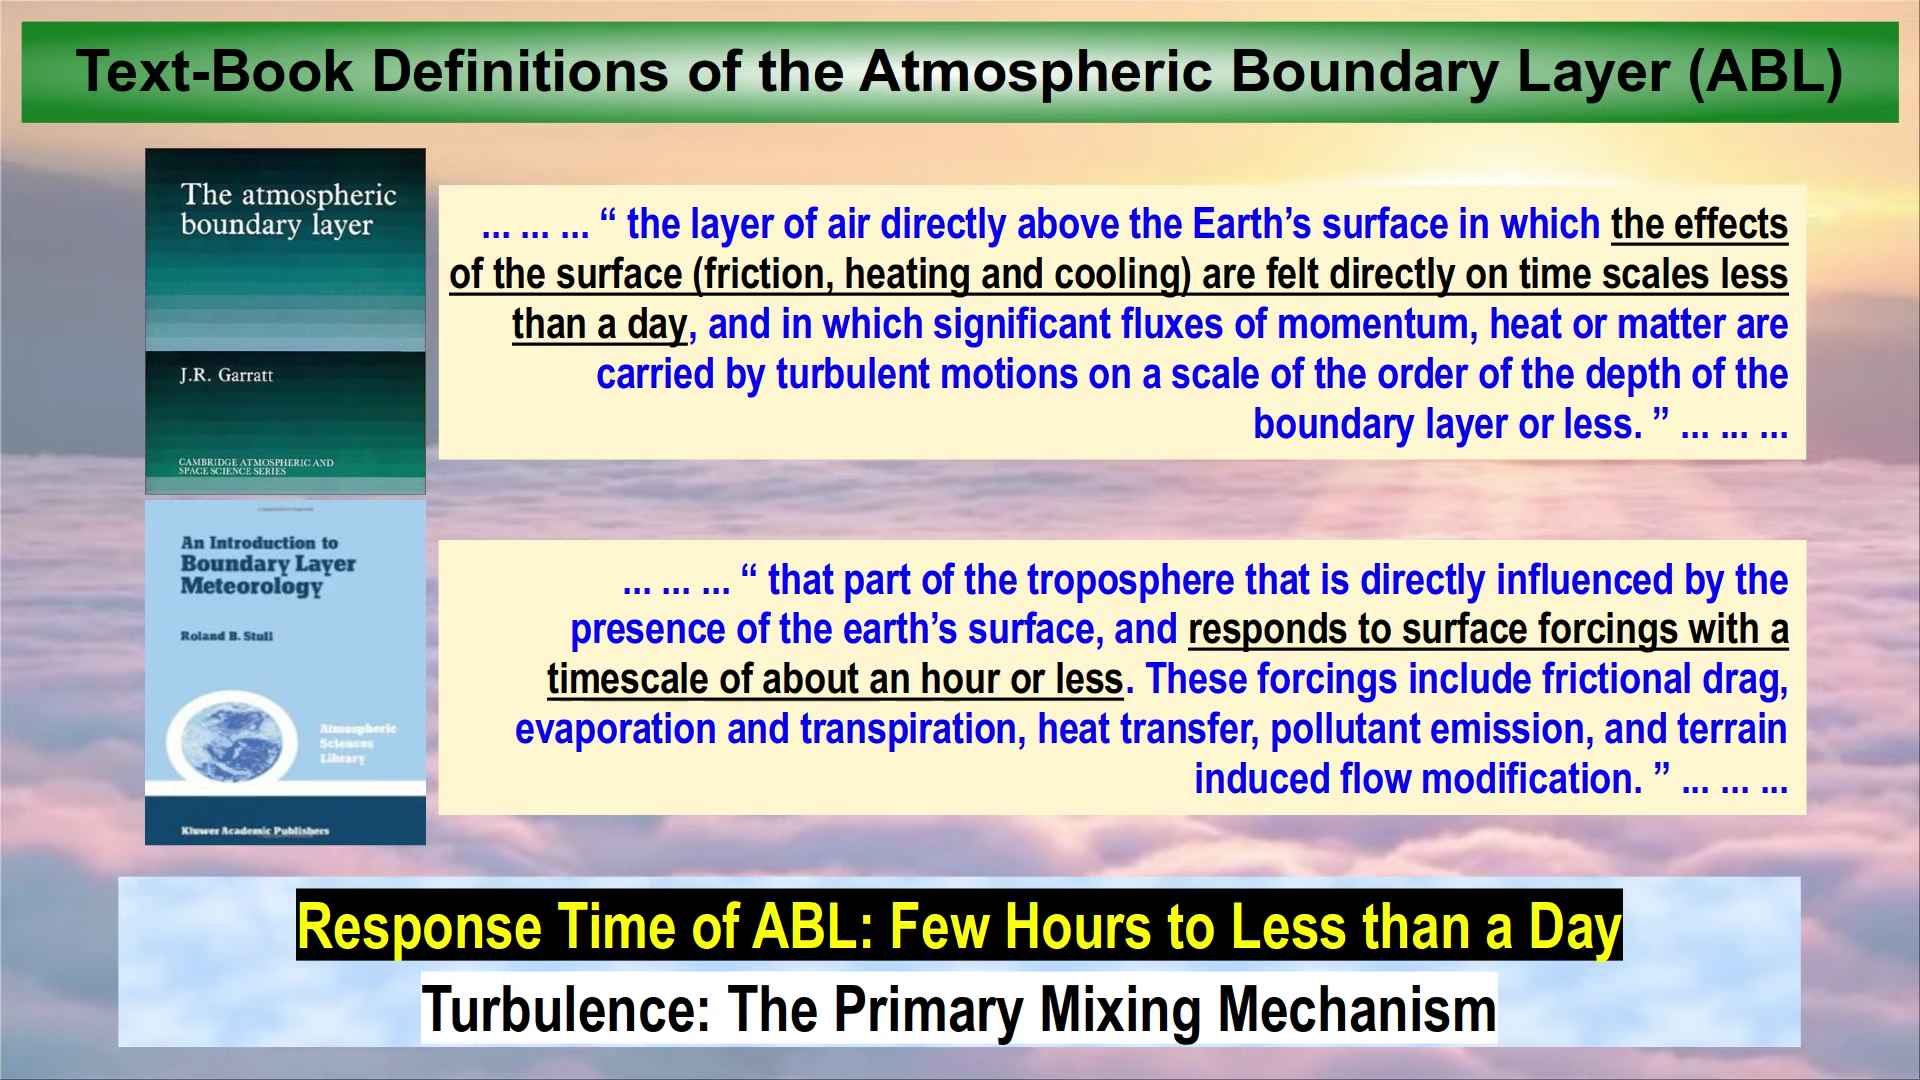 Text-Book Definitions of the Atmospheric Boundary Layer (ABL)
The atmospheric
boundary layer
J.R. Garratt
CAMBRIDGE ATMOSPHERIC AND
SPACE SCIENCE SERIES
... ... ... “ the layer of air directly above the Earth’s surface in which the effects
of the surface (friction, heating and cooling) are felt directly on time scales less
than a day, and in which significant fluxes of momentum, heat or matter are
carried by turbulent motions on a scale of the order of the depth of the
boundary layer or less. ” ... ... ...
An Introduction to
Boundary Layer
Meteorology
Roland B. Stull
Atmospheric
Sciences
Library
Kluwer Academic Publishers
... ... ... “ that part of the troposphere that is directly influenced by the
presence of the earth’s surface, and responds to surface forcings with a
timescale of about an hour or less. These forcings include frictional drag,
evaporation and transpiration, heat transfer, pollutant emission, and terrain
induced flow modification. ” ... ... ...
Response Time of ABL: Few Hours to Less than a Day
Turbulence: The Primary Mixing Mechanism